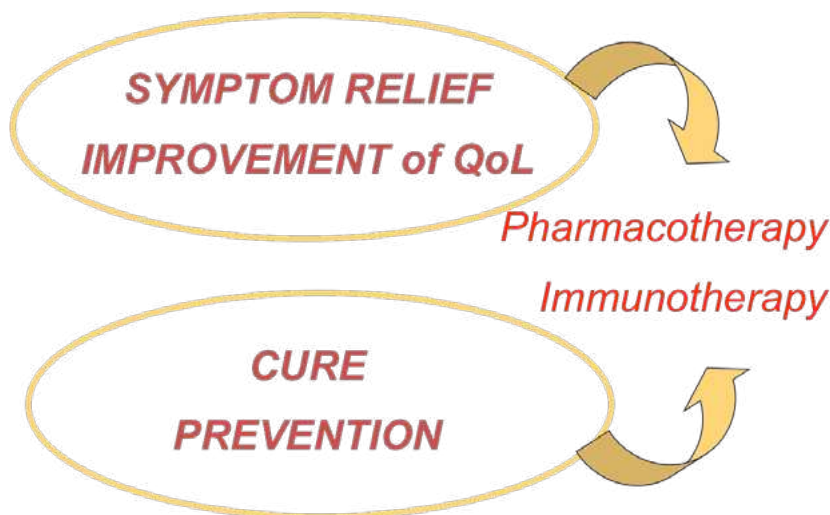 SYMPTOM RELIEF
IMPROVEMENT of QoL
Pharmacotherapy
Immunotherapy
CURE
PREVENTION